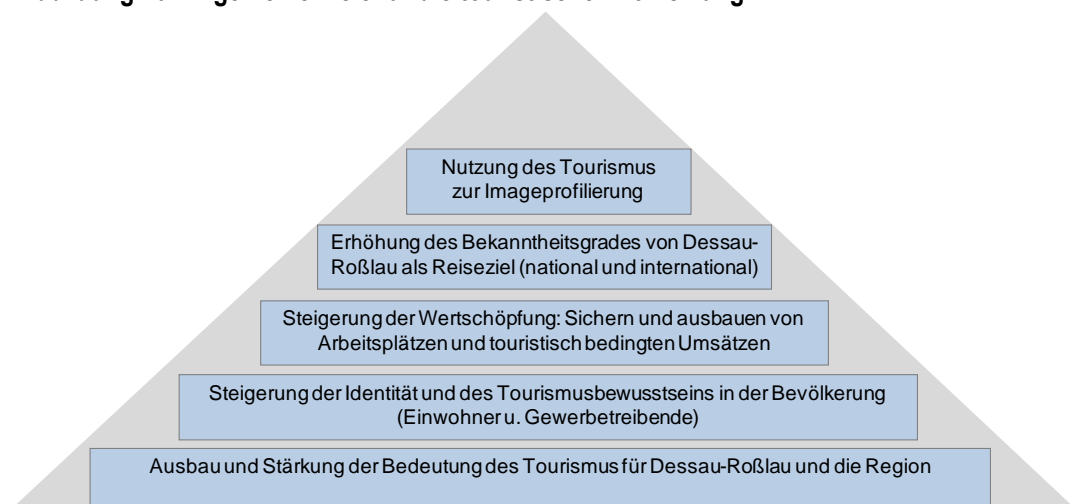 Nutzung des Tourismus
zur Imageprofilierung
Erhöhung des Bekanntheitsgrades von Dessau-
Roßlau als Reiseziel (national und international)
Steigerung der Wertschöpfung: Sichern und ausbauen von
Arbeitsplätzen und touristisch bedingten Umsätzen
Steigerung der Identität und des Tourismusbewusstseins in der Bevölkerung
(Einwohner u. Gewerbetreibende)
Ausbau und Stärkung der Bedeutung des Tourismus für Dessau-Roßlau und die Region